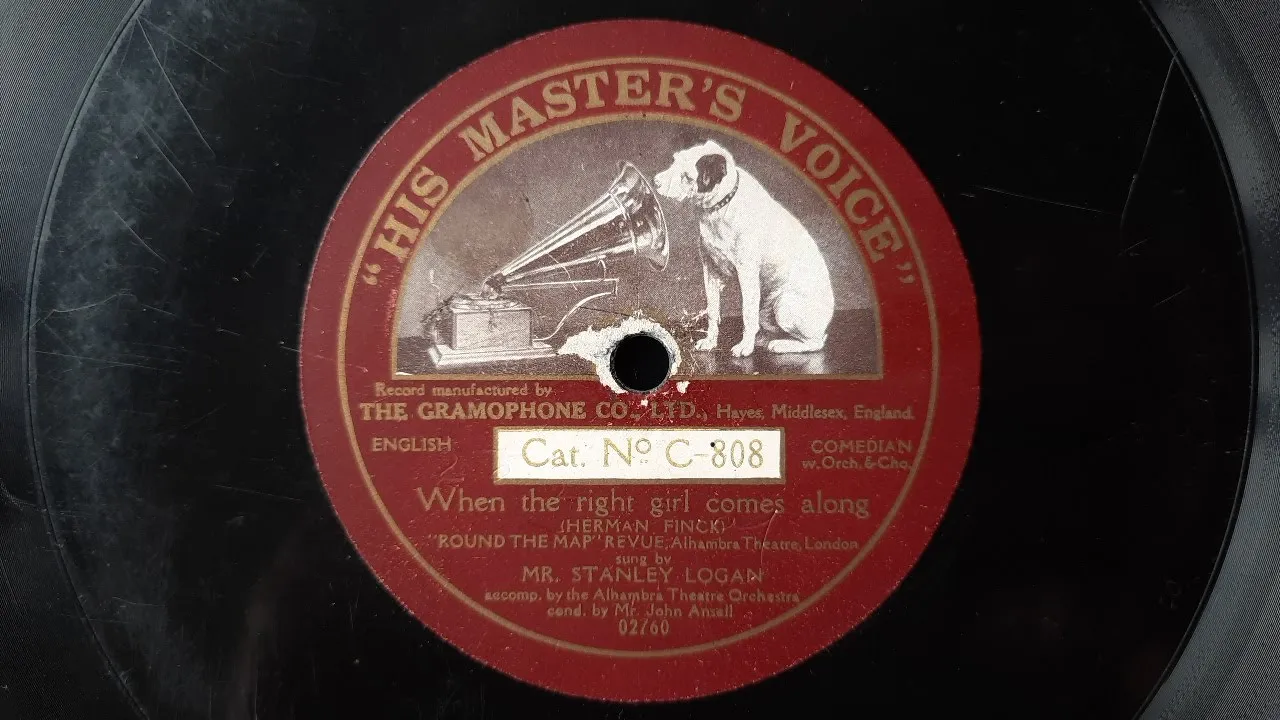 "HIS MASTER'S VOICE"
Record manufactured by
THE GRAMOPHONE CO., LTD., Hayes, Middlesex, England.
ENGLISH
Cat. Nº C-808
COMEDIAN
w. Orch. & Cho.
When the right girl comes along
(HERMAN FINCK)
"ROUND THE MAP" REVUE, Alhambra Theatre, London
sung by
MR. STANLEY LOGAN
accomp. by the Alhambra Theatre Orchestra
cond. by Mr. John Ansell
02760